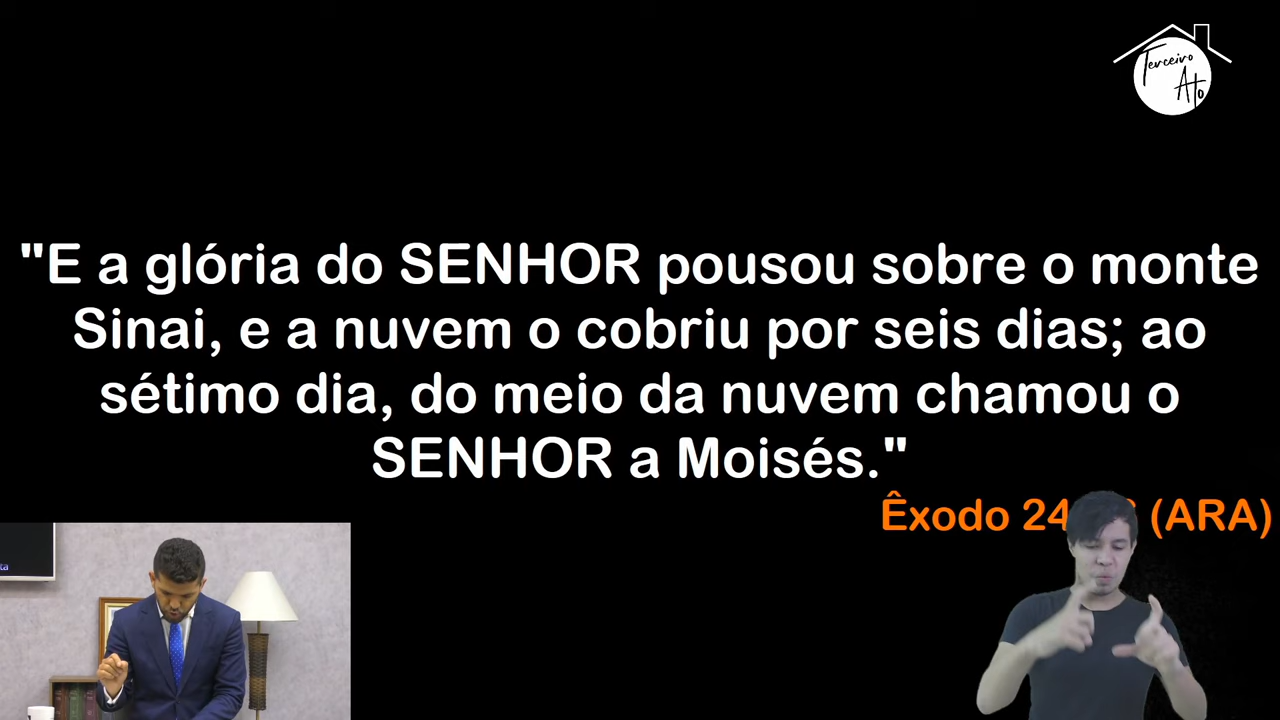 Terceiro
Ato
"E a glória do SENHOR pousou sobre o monte
Sinai, e a nuvem o cobriu por seis dias; ao
sétimo dia, do meio da nuvem chamou o
SENHOR a Moisés."
Êxodo 24 (ARA)
ta